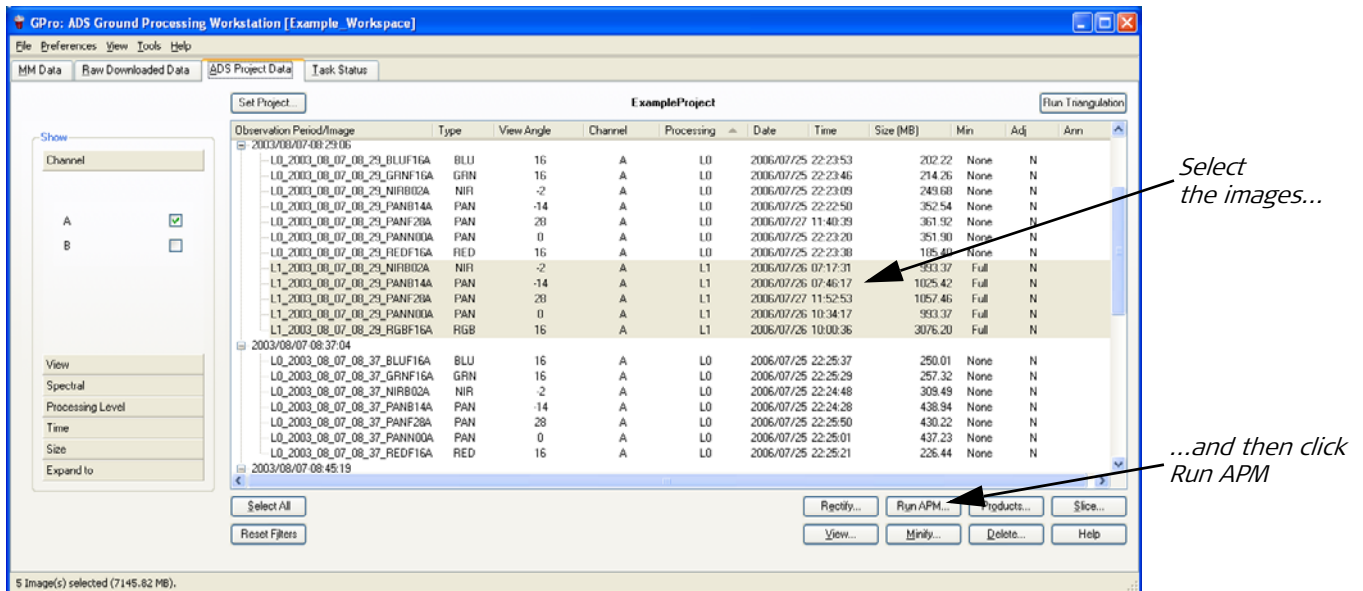 GPro: ADS Ground Processing Workstation [Example_Workspace]
File Preferences View Tools Help
MM Data Raw Downloaded Data ADS Project Data Task Status
Set Project... ExampleProject Run Triangulation
Show
Channel
A
B
View
Spectral
Processing Level
Time
Size
Expand to
Observation Period/Image Type View Angle Channel Processing Date Time Size (MB) Min Adj Ann
2003/08/07-08:29:06
L0_2003_08_07_08_29_BLUF16A BLU 16 A L0 2006/07/25 22:23:53 202.22 None N
L0_2003_08_07_08_29_GRNF16A GRN 16 A L0 2006/07/25 22:23:46 214.26 None N
L0_2003_08_07_08_29_NIRB02A NIR -2 A L0 2006/07/25 22:23:09 249.68 None N
L0_2003_08_07_08_29_PANB14A PAN -14 A L0 2006/07/25 22:22:50 352.54 None N
L0_2003_08_07_08_29_PANF28A PAN 28 A L0 2006/07/27 11:40:39 361.92 None N
L0_2003_08_07_08_29_PANN00A PAN 0 A L0 2006/07/25 22:23:20 351.90 None N
L0_2003_08_07_08_29_REDF16A RED 16 A L0 2006/07/25 22:23:38 185.40 None N
L1_2003_08_07_08_29_NIRB02A NIR -2 A L1 2006/07/26 07:17:31 993.37 Full N
L1_2003_08_07_08_29_PANB14A PAN -14 A L1 2006/07/26 07:46:17 1025.42 Full N
L1_2003_08_07_08_29_PANF28A PAN 28 A L1 2006/07/27 11:52:53 1057.46 Full N
L1_2003_08_07_08_29_PANN00A PAN 0 A L1 2006/07/26 10:34:17 993.37 Full N
L1_2003_08_07_08_29_RGBF16A RGB 16 A L1 2006/07/26 10:00:36 3076.20 Full N
2003/08/07-08:37:04
L0_2003_08_07_08_37_BLUF16A BLU 16 A L0 2006/07/25 22:25:37 250.01 None N
L0_2003_08_07_08_37_GRNF16A GRN 16 A L0 2006/07/25 22:25:29 257.32 None N
L0_2003_08_07_08_37_NIRB02A NIR -2 A L0 2006/07/25 22:24:48 309.49 None N
L0_2003_08_07_08_37_PANB14A PAN -14 A L0 2006/07/25 22:24:28 438.94 None N
L0_2003_08_07_08_37_PANF28A PAN 28 A L0 2006/07/25 22:25:50 430.22 None N
L0_2003_08_07_08_37_PANN00A PAN 0 A L0 2006/07/25 22:25:01 437.23 None N
L0_2003_08_07_08_37_REDF16A RED 16 A L0 2006/07/25 22:25:21 226.44 None N
2003/08/07-08:45:19
Select All Rectify... Run APM... Products... Slice...
Reset Filters View... Minify... Delete... Help
5 Image(s) selected (7145.82 MB).
Select
the images...
...and then click
Run APM